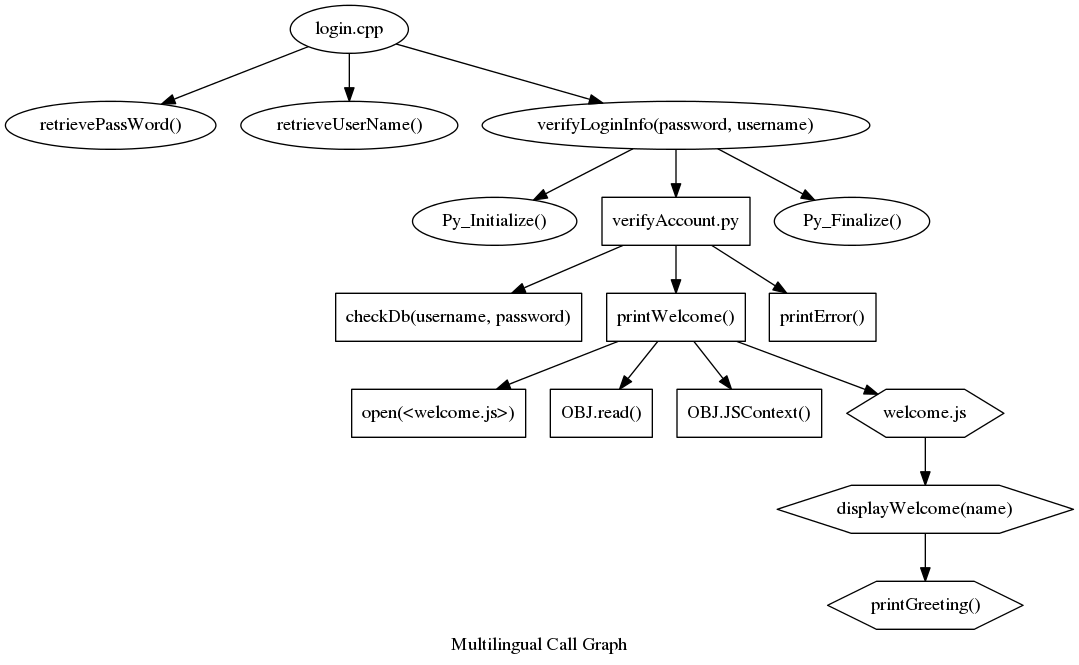 login.cpp
retrievePassWord()
retrieveUserName()
verifyLoginInfo(password, username)
Py_Initialize()
verifyAccount.py
Py_Finalize()
checkDb(username, password)
printWelcome()
printError()
open(<welcome.js>)
OBJ.read()
OBJ.JSContext()
welcome.js
displayWelcome(name)
printGreeting()
Multilingual Call Graph